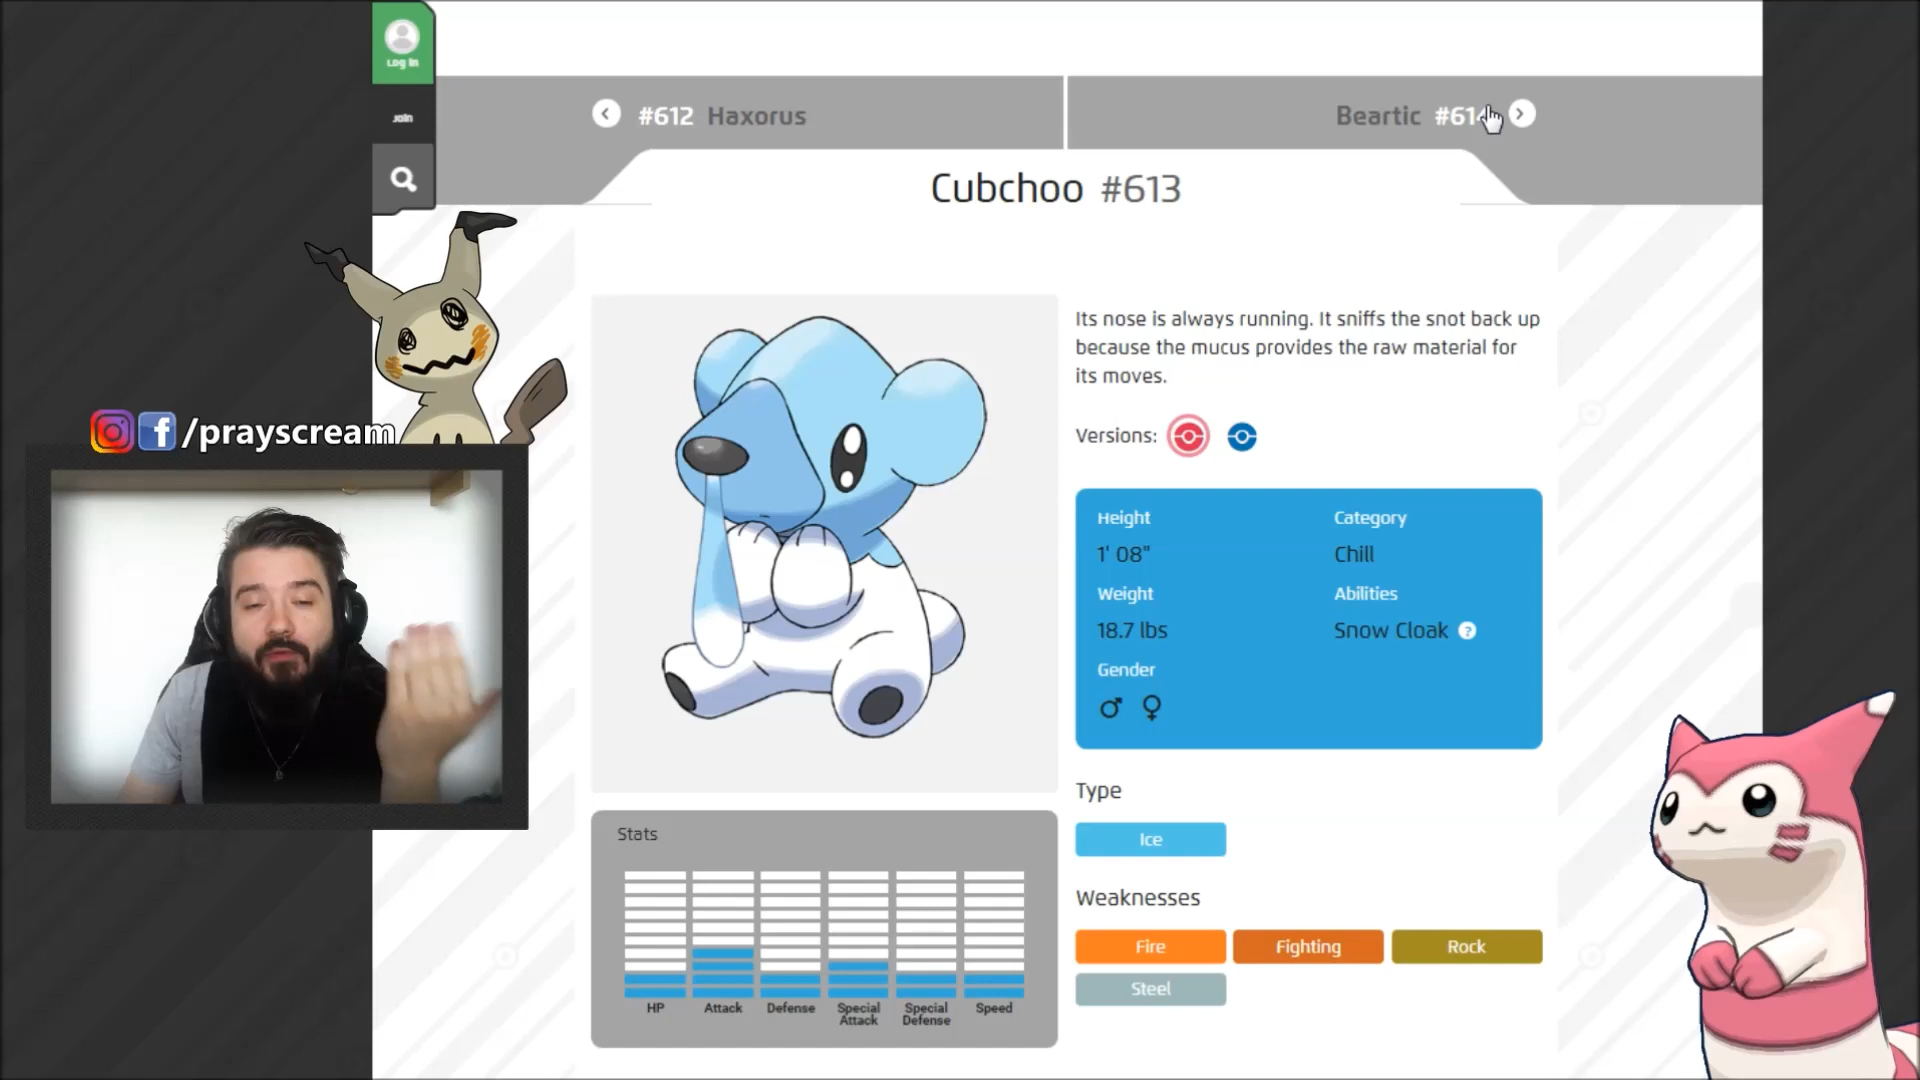 LOG IN
Join
#612 Haxorus
Beartic #614
Cubchoo #613
Its nose is always running. It sniffs the snot back up
because the mucus provides the raw material for
its moves.
Versions:
Height
1' 08"
Weight
18.7 lbs
Gender
Category
Chill
Abilities
Snow Cloak ?
Type
Ice
Weaknesses
Fire Fighting Rock
Steel
Stats
HP
Attack
Defense
Special
Attack
Special
Defense
Speed
/prayscream